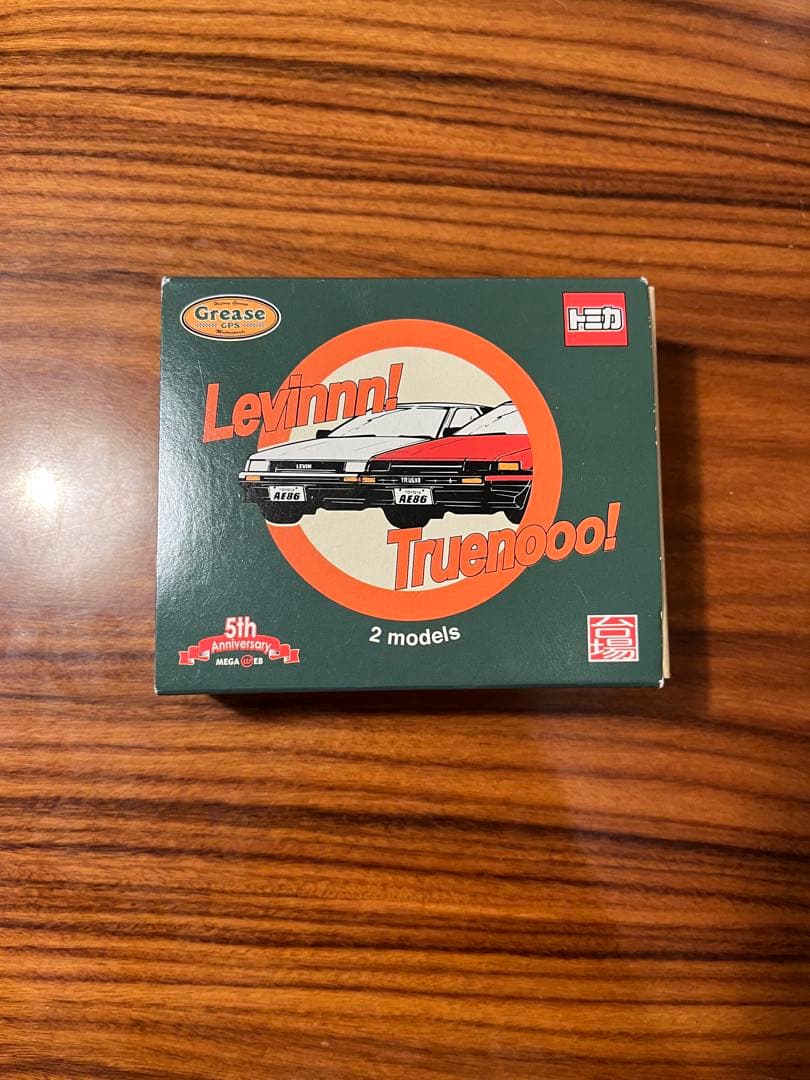 Grease
GPS
トミカ
Levinnn!
LEVIN
TRUENO
AE86
AE86
Truenooo!
2 models
5th
Anniversary
MEGA WEB
台場